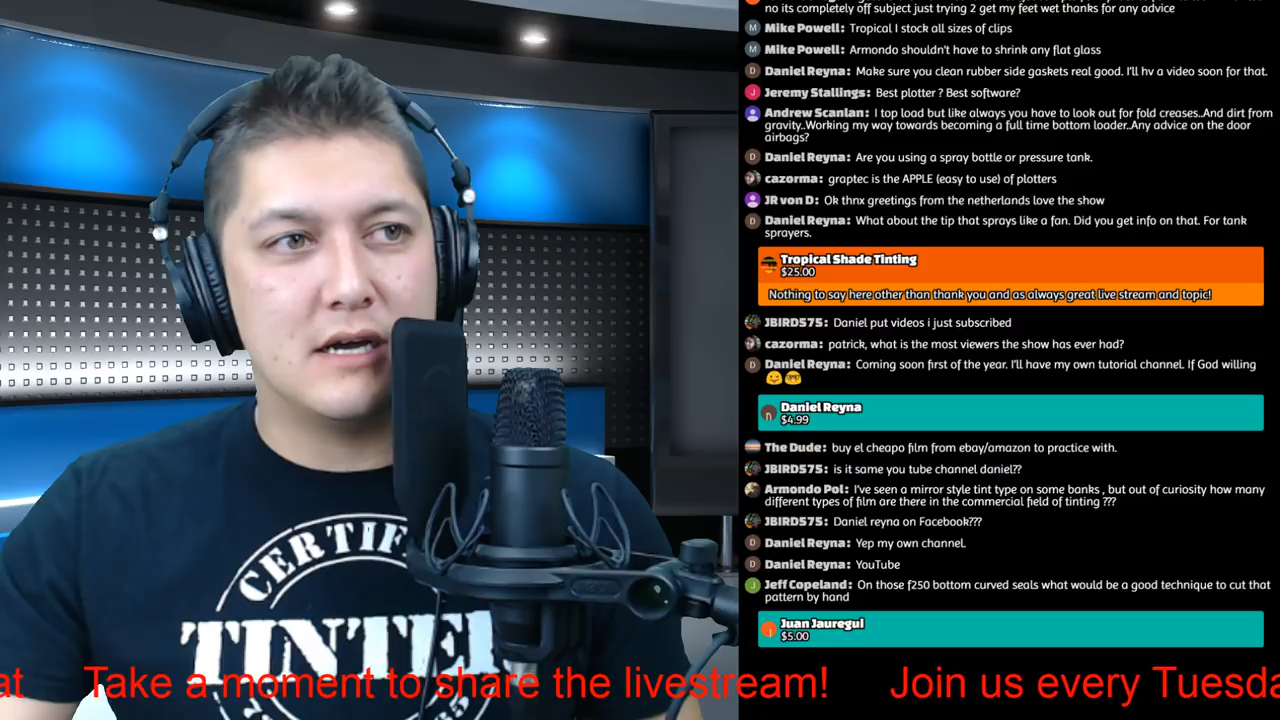 CERTIF
TINTER
no its completely off subject just trying 2 get my feet wet thanks for any advice
Mike Powell: Tropical I stock all sizes of clips
Mike Powell: Armondo shouldn't have to shrink any flat glass
Daniel Reyna: Make sure you clean rubber side gaskets real good. I'll hv a video soon for that.
Jeremy Stallings: Best plotter ? Best software?
Andrew Scanlan: I top load but like always you have to look out for fold creases..And dirt from
gravity..Working my way towards becoming a full time bottom loader..Any advice on the door
airbags?
Daniel Reyna: Are you using a spray bottle or pressure tank.
cazorma: graptec is the APPLE (easy to use) of plotters
JR von D: Ok thnx greetings from the netherlands love the show
Daniel Reyna: What about the tip that sprays like a fan. Did you get info on that. For tank
sprayers.
Tropical Shade Tinting
$25.00
Nothing to say here other than thank you and as always great live stream and topic!
JBIRD575: Daniel put videos i just subscribed
cazorma: patrick, what is the most viewers the show has ever had?
Daniel Reyna: Coming soon first of the year. I'll have my own tutorial channel. If God willing
Daniel Reyna
$4.99
The Dude: buy el cheapo film from ebay/amazon to practice with.
JBIRD575: is it same you tube channel daniel??
Armondo Pol: I've seen a mirror style tint type on some banks , but out of curiosity how many
different types of film are there in the commercial field of tinting ???
JBIRD575: Daniel reyna on Facebook???
Daniel Reyna: Yep my own channel.
Daniel Reyna: YouTube
Jeff Copeland: On those f250 bottom curved seals what would be a good technique to cut that
pattern by hand
Juan Jauregui
$5.00
at Take a moment to share the livestream! Join us every Tuesda